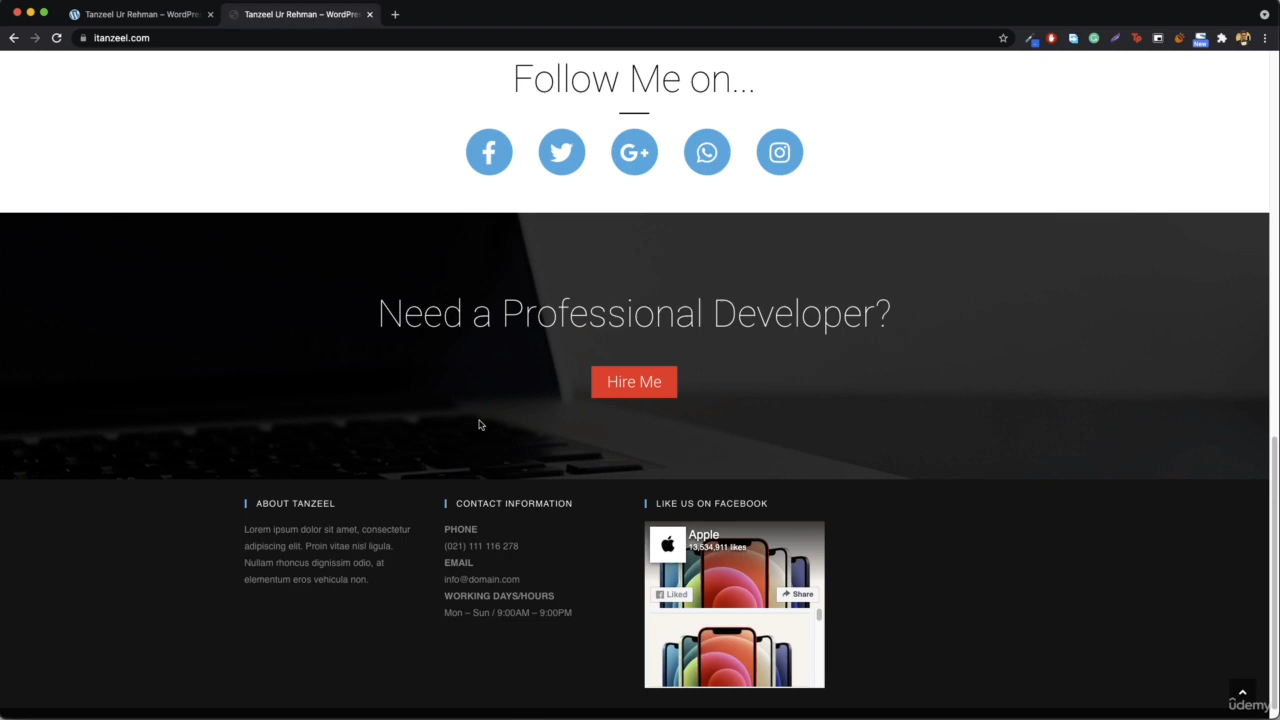 Tanzeel Ur Rehman – WordPre
Tanzeel Ur Rehman – WordPre
itanzeel.com
New
Follow Me on...
G+
Need a Professional Developer?
Hire Me
ABOUT TANZEEL
Lorem ipsum dolor sit amet, consectetur
adipiscing elit. Proin vitae nisl ligula.
Nullam rhoncus dignissim odio, at
elementum eros vehicula non.
CONTACT INFORMATION
PHONE
(021) 111 116 278
EMAIL
info@domain.com
WORKING DAYS/HOURS
Mon – Sun / 9:00AM – 9:00PM
LIKE US ON FACEBOOK
Apple
13,534,911 likes
Liked
Share
ûdemy